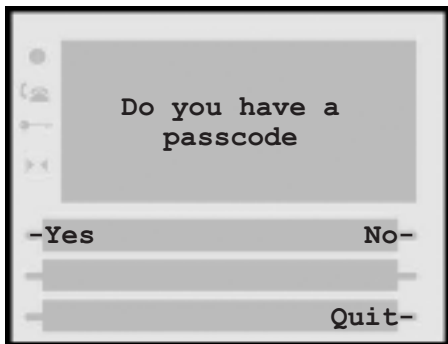 Do you have a
passcode
-Yes No-
Quit-